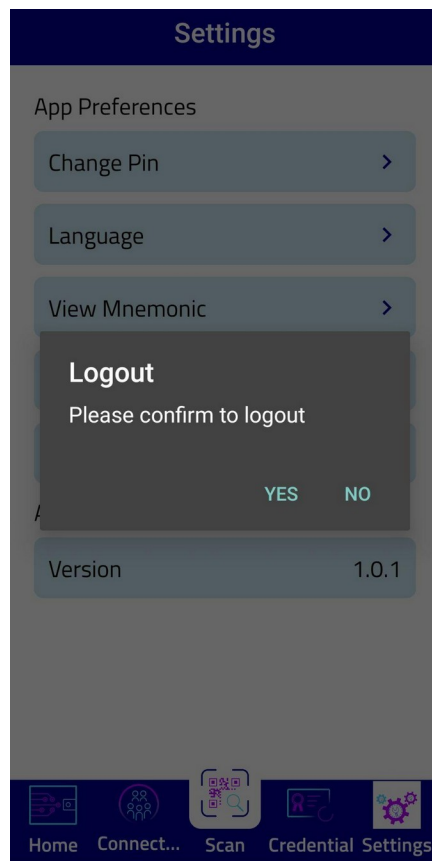 Settings
App Preferences
Change Pin
Language
View Mnemonic
Logout
Please confirm to logout
YES NO
Version 1.0.1
Home Connect... Scan Credential Settings